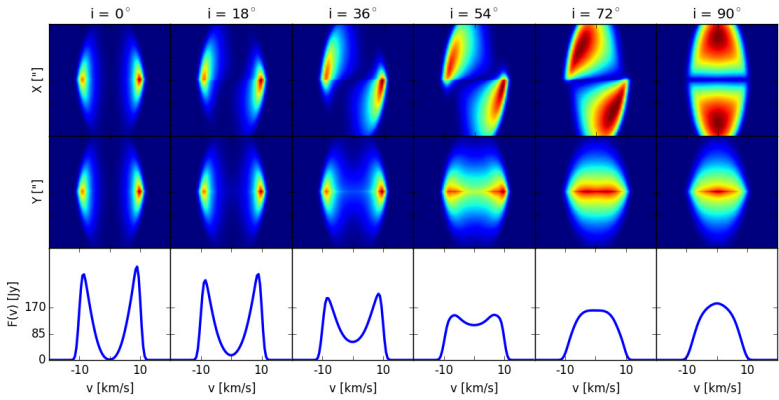 i = 0° i = 18° i = 36° i = 54° i = 72° i = 90°
X ["]
Y ["]
F(v) [Jy]
170
85
0
-10 10 -10 10 -10 10 -10 10 -10 10 -10 10
v [km/s] v [km/s] v [km/s] v [km/s] v [km/s] v [km/s]